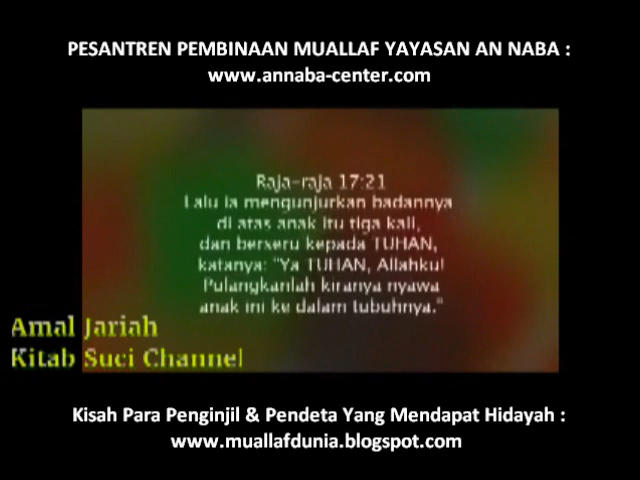 PESANTREN PEMBINAAN MUALLAF YAYASAN AN NABA :
www.annaba-center.com
Raja-raja 17:21
Lalu ia mengunjurkan badannya
di atas anak itu tiga kali,
dan berseru kepada TUHAN,
katanya: "Ya TUHAN, Allahku!
Pulangkanlah kiranya nyawa
anak ini ke dalam tubuhnya."
Amal Jariah
Kitab Suci Channel
Kisah Para Penginjil & Pendeta Yang Mendapat Hidayah :
www.muallafdunia.blogspot.com